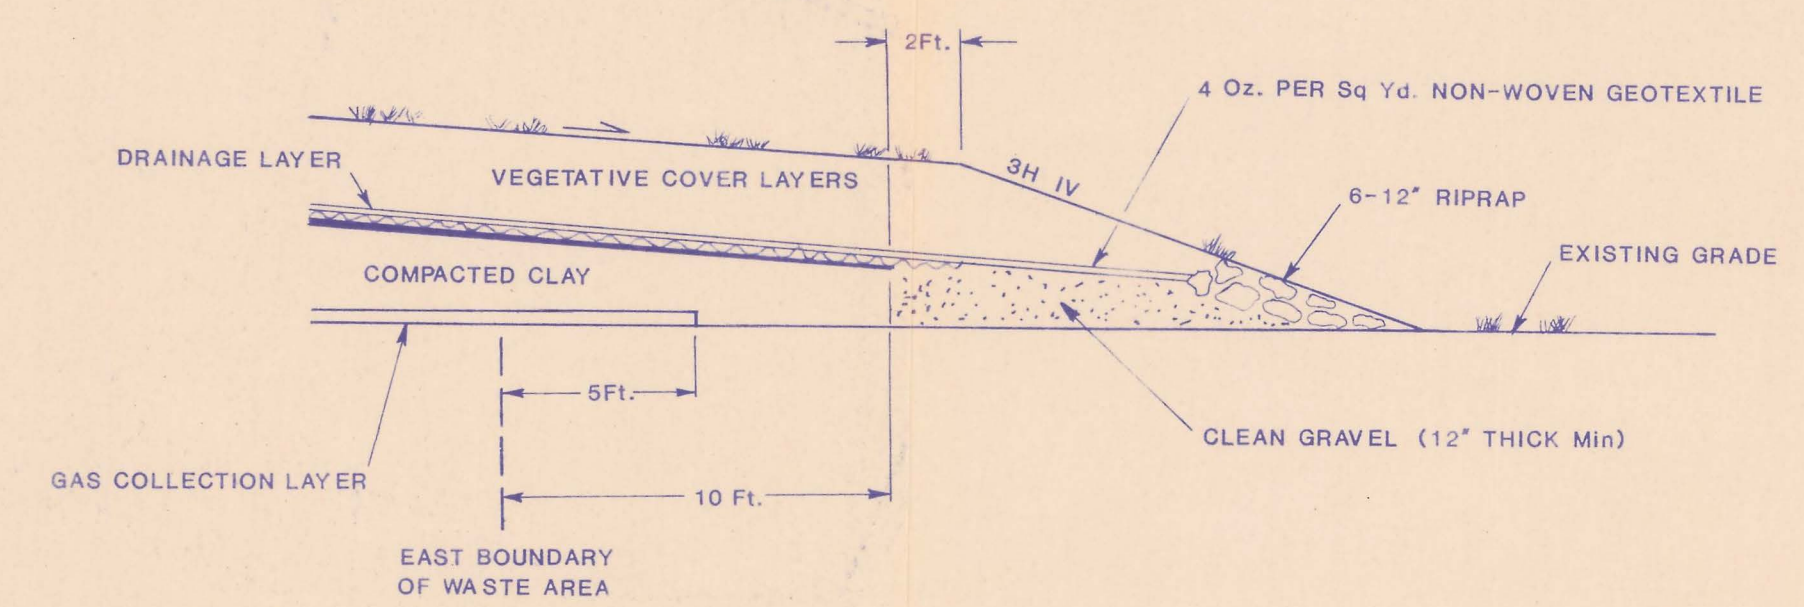 2Ft.
4 Oz. PER Sq Yd. NON-WOVEN GEOTEXTILE
DRAINAGE LAYER
VEGETATIVE COVER LAYERS
3H IV
6-12" RIPRAP
EXISTING GRADE
COMPACTED CLAY
5Ft.
CLEAN GRAVEL (12" THICK Min)
GAS COLLECTION LAYER
10 Ft.
EAST BOUNDARY
OF WASTE AREA